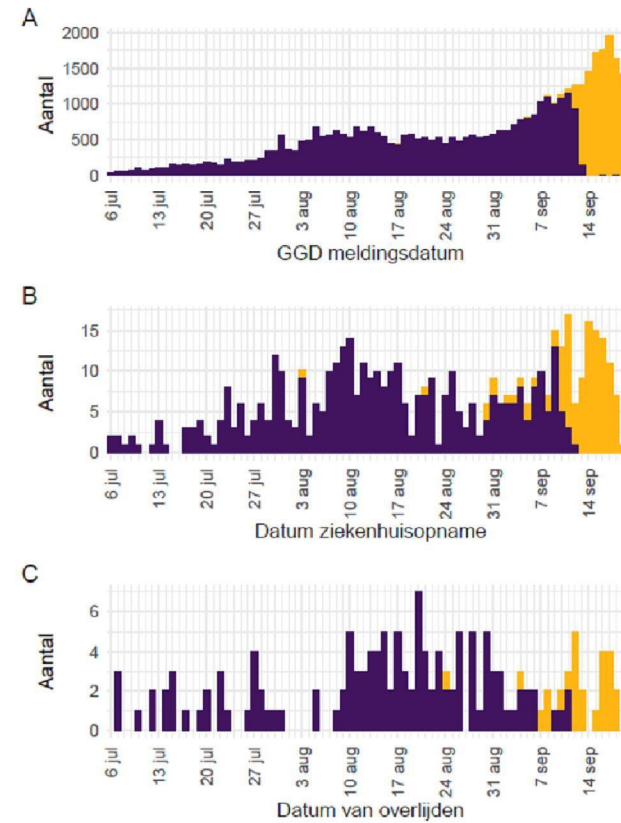 A
2000
1500
1000
500
0
Aantal
6 jul
13 jul
20 jul
27 jul
3 aug
10 aug
17 aug
24 aug
31 aug
7 sep
14 sep
GGD meldingsdatum
B
15
10
5
0
Aantal
6 jul
13 jul
20 jul
27 jul
3 aug
10 aug
17 aug
24 aug
31 aug
7 sep
14 sep
Datum ziekenhuisopname
C
6
4
2
0
Aantal
6 jul
13 jul
20 jul
27 jul
3 aug
10 aug
17 aug
24 aug
31 aug
7 sep
14 sep
Datum van overlijden